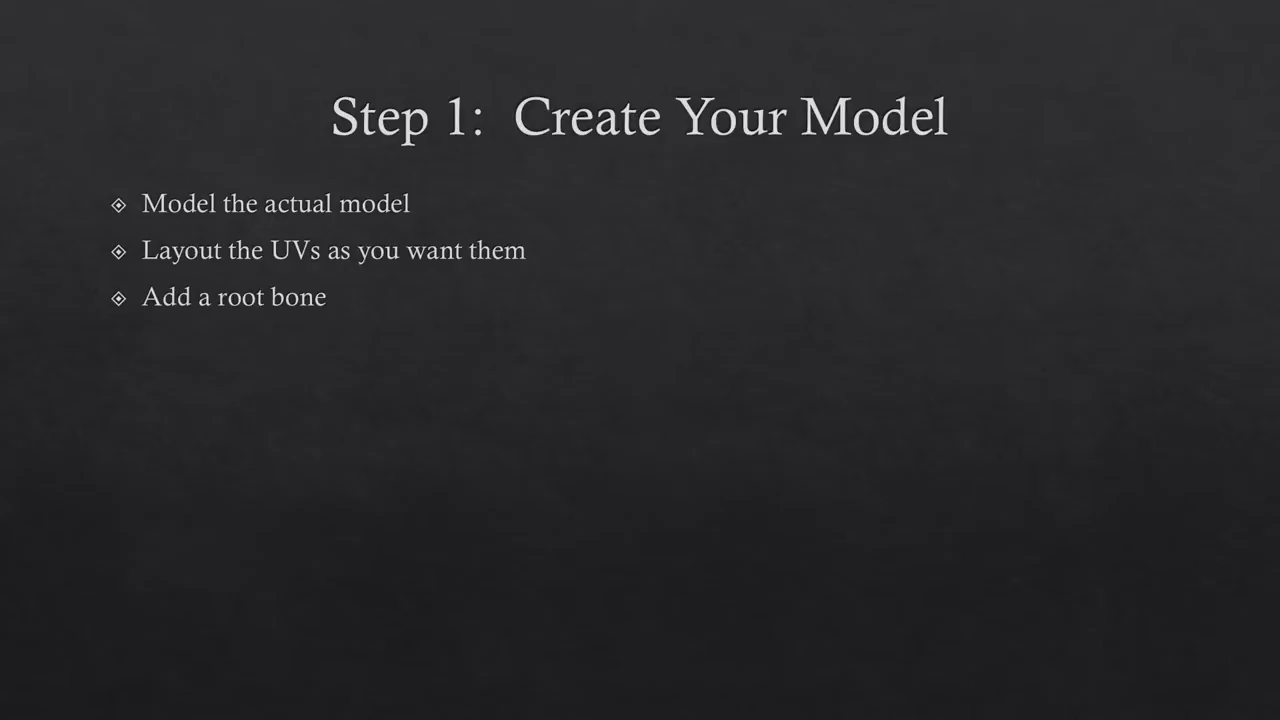 Step 1:  Create Your Model
Model the actual model
Layout the UVs as you want them
Add a root bone